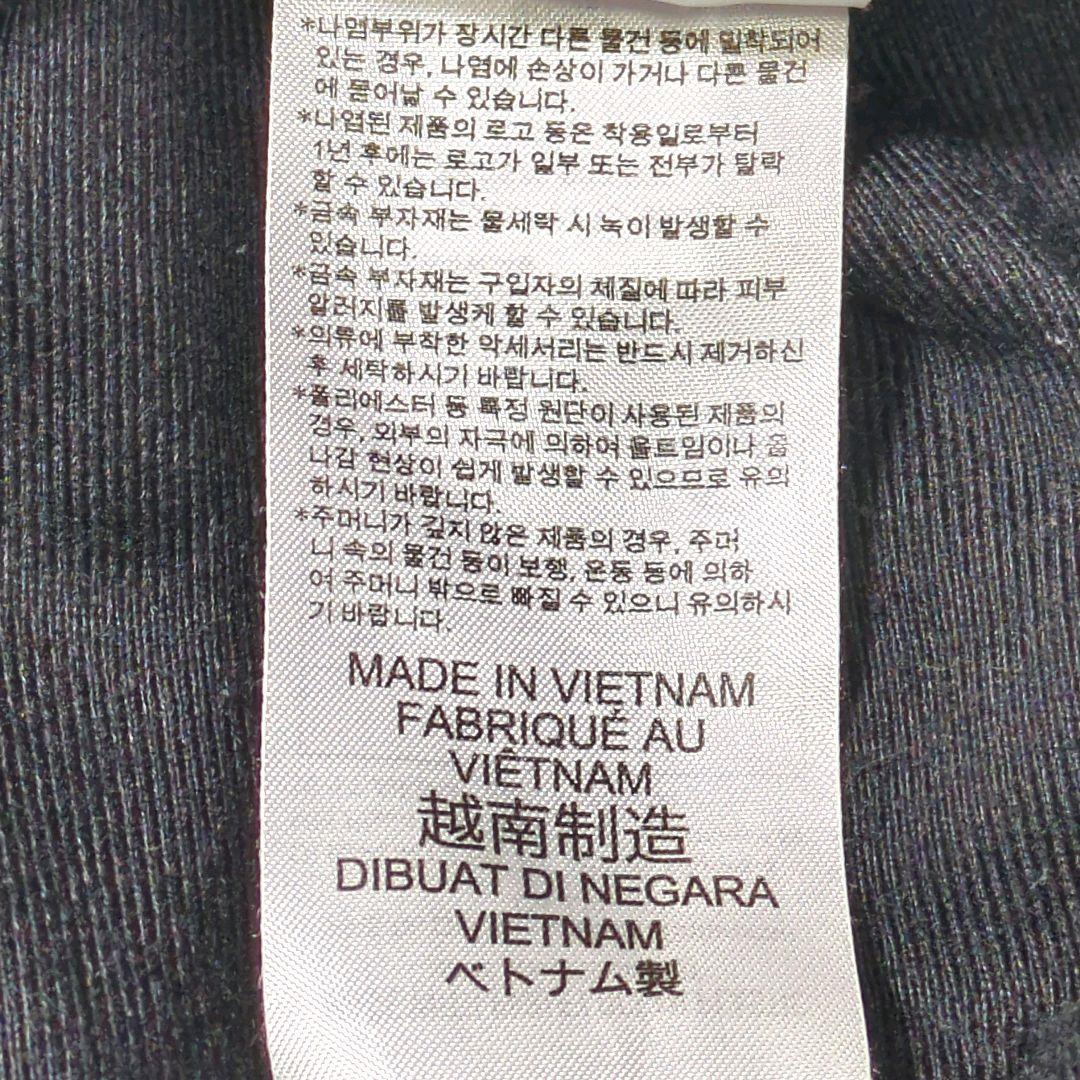 *나염부위가 장시간 다른 물건 등에 밀착되어
있는 경우, 나염에 손상이 가거나 다른 물건
에 묻어날 수 있습니다.
*나염된 제품의 로고 등은 착용일로부터
1년 후에는 로고가 일부 또는 전부가 탈락
할 수 있습니다.
*금속 부자재는 물세탁 시 녹이 발생할 수
있습니다.
*금속 부자재는 구입자의 체질에 따라 피부
알러지를 발생케 할 수 있습니다.
*의류에 부착한 악세서리는 반드시 제거하신
후 세탁하시기 바랍니다.
*폴리에스터 등 특정 원단이 사용된 제품의
경우, 외부의 자극에 의하여 올트임이나 올
나감 현상이 쉽게 발생할 수 있으므로 유의
하시기 바랍니다.
*주머니가 깊지 않은 제품의 경우, 주머
니 속의 물건 등이 보행, 운동 등에 의하
여 주머니 밖으로 빠질 수 있으니 유의하시
기 바랍니다.
MADE IN VIETNAM
FABRIQUÉ AU
VIÊTNAM
越南制造
DIBUAT DI NEGARA
VIETNAM
ベトナム製